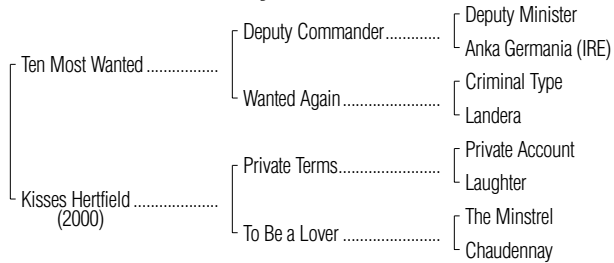 Deputy Minister
Deputy Commander.............
Anka Germania (IRE)
Ten Most Wanted .................
Criminal Type
Wanted Again .......................
Landera
Private Account
Private Terms........................
Laughter
Kisses Hertfield ....................
(2000)
The Minstrel
To Be a Lover .......................
Chaudennay